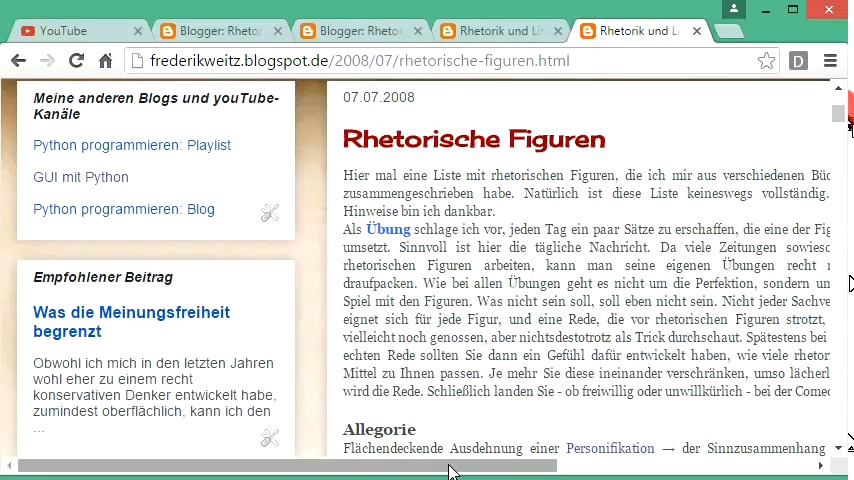 YouTube
Blogger: Rhetor
Blogger: Rhetor
Rhetorik und Lit
Rhetorik und L
frederikweitz.blogspot.de/2008/07/rhetorische-figuren.html
D
Meine anderen Blogs und youTube-
Kanäle
Python programmieren: Playlist
GUI mit Python
Python programmieren: Blog
Empfohlener Beitrag
Was die Meinungsfreiheit
begrenzt
Obwohl ich mich in den letzten Jahren
wohl eher zu einem recht
konservativen Denker entwickelt habe,
zumindest oberflächlich, kann ich den
...
07.07.2008
Rhetorische Figuren
Hier mal eine Liste mit rhetorischen Figuren, die ich mir aus verschiedenen Büc
zusammengeschrieben habe. Natürlich ist diese Liste keineswegs vollständig.
Hinweise bin ich dankbar.
Als Übung schlage ich vor, jeden Tag ein paar Sätze zu erschaffen, die eine der Fig
umsetzt. Sinnvoll ist hier die tägliche Nachricht. Da viele Zeitungen sowieso
rhetorischen Figuren arbeiten, kann man seine eigenen Übungen recht
draufpacken. Wie bei allen Übungen geht es nicht um die Perfektion, sondern un
Spiel mit den Figuren. Was nicht sein soll, soll eben nicht sein. Nicht jeder Sachve
eignet sich für jede Figur, und eine Rede, die vor rhetorischen Figuren strotzt,
vielleicht noch genossen, aber nichtsdestotrotz als Trick durchschaut. Spätestens bei
echten Rede sollten Sie dann ein Gefühl dafür entwickelt haben, wie viele rhetor
Mittel zu Ihnen passen. Je mehr Sie diese ineinander verschränken, umso lächerl
wird die Rede. Schließlich landen Sie - ob freiwillig oder unwillkürlich - bei der Comed
Allegorie
Flächendeckende Ausdehnung einer Personifikation → der Sinnzusammenhang